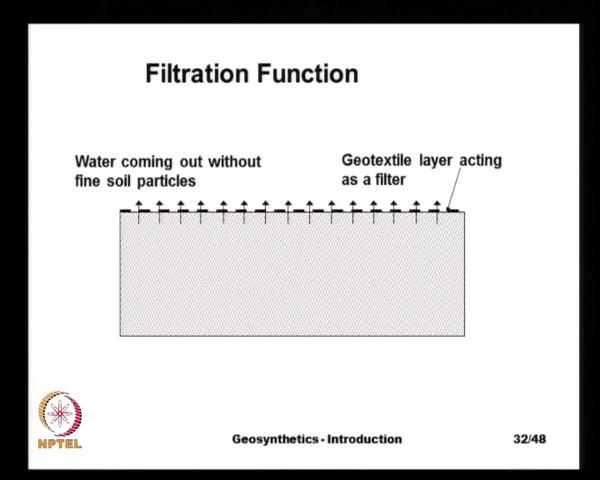 Filtration Function
Water coming out without
fine soil particles
Geotextile layer acting
as a filter
NPTEL
Geosynthetics - Introduction
32/48